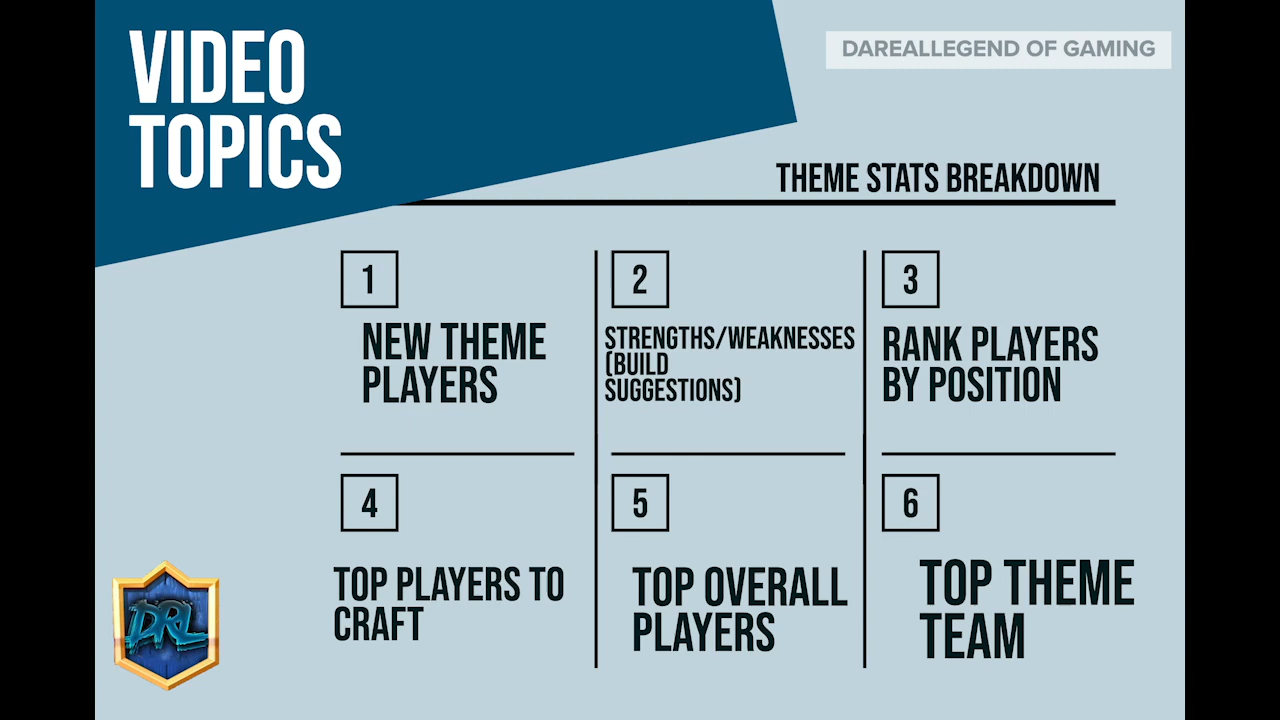 VIDEO
TOPICS
DAREALLEGEND OF GAMING
THEME STATS BREAKDOWN
1
NEW THEME
PLAYERS
2
STRENGTHS/WEAKNESSES
(BUILD
SUGGESTIONS)
3
RANK PLAYERS
BY POSITION
4
TOP PLAYERS TO
CRAFT
5
TOP OVERALL
PLAYERS
6
TOP THEME
TEAM
DRL